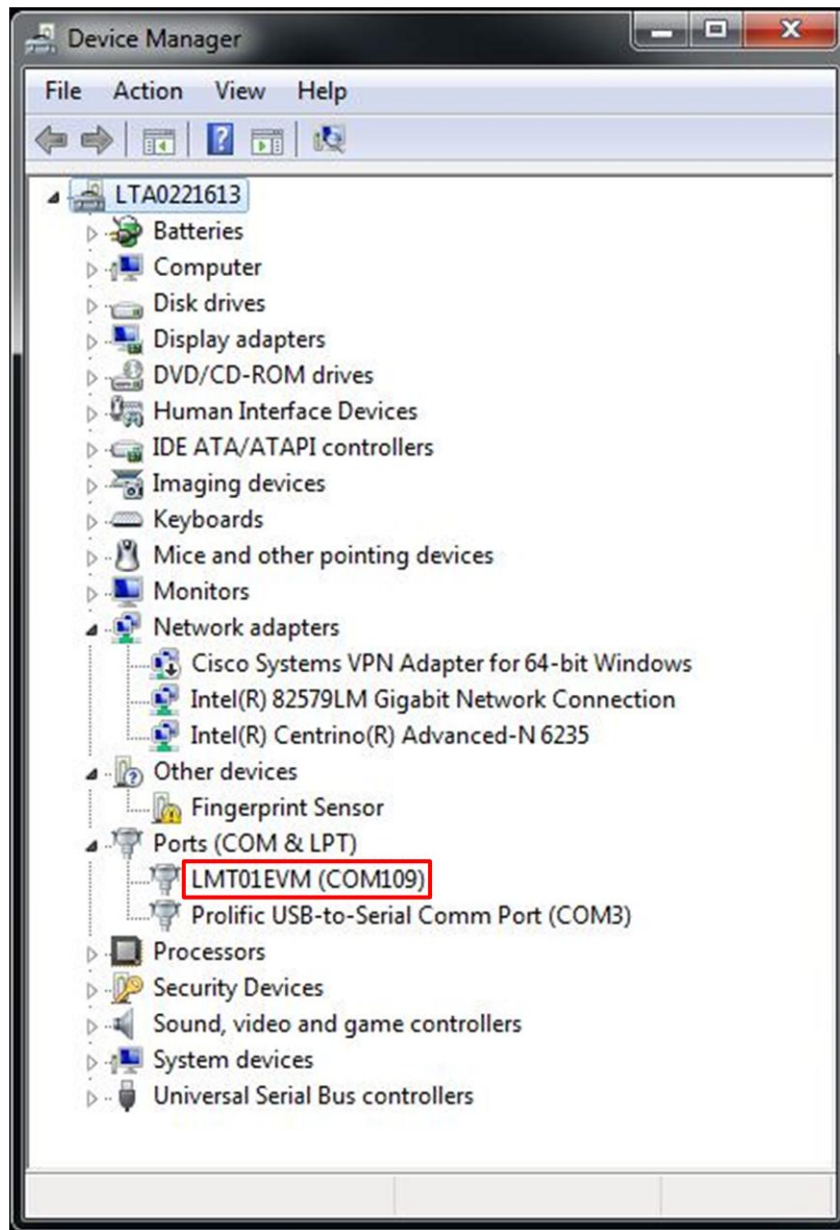 Device Manager
File Action View Help
LTA0221613
Batteries
Computer
Disk drives
Display adapters
DVD/CD-ROM drives
Human Interface Devices
IDE ATA/ATAPI controllers
Imaging devices
Keyboards
Mice and other pointing devices
Monitors
Network adapters
Cisco Systems VPN Adapter for 64-bit Windows
Intel(R) 82579LM Gigabit Network Connection
Intel(R) Centrino(R) Advanced-N 6235
Other devices
Fingerprint Sensor
Ports (COM & LPT)
LMT01EVM (COM109)
Prolific USB-to-Serial Comm Port (COM3)
Processors
Security Devices
Sound, video and game controllers
System devices
Universal Serial Bus controllers